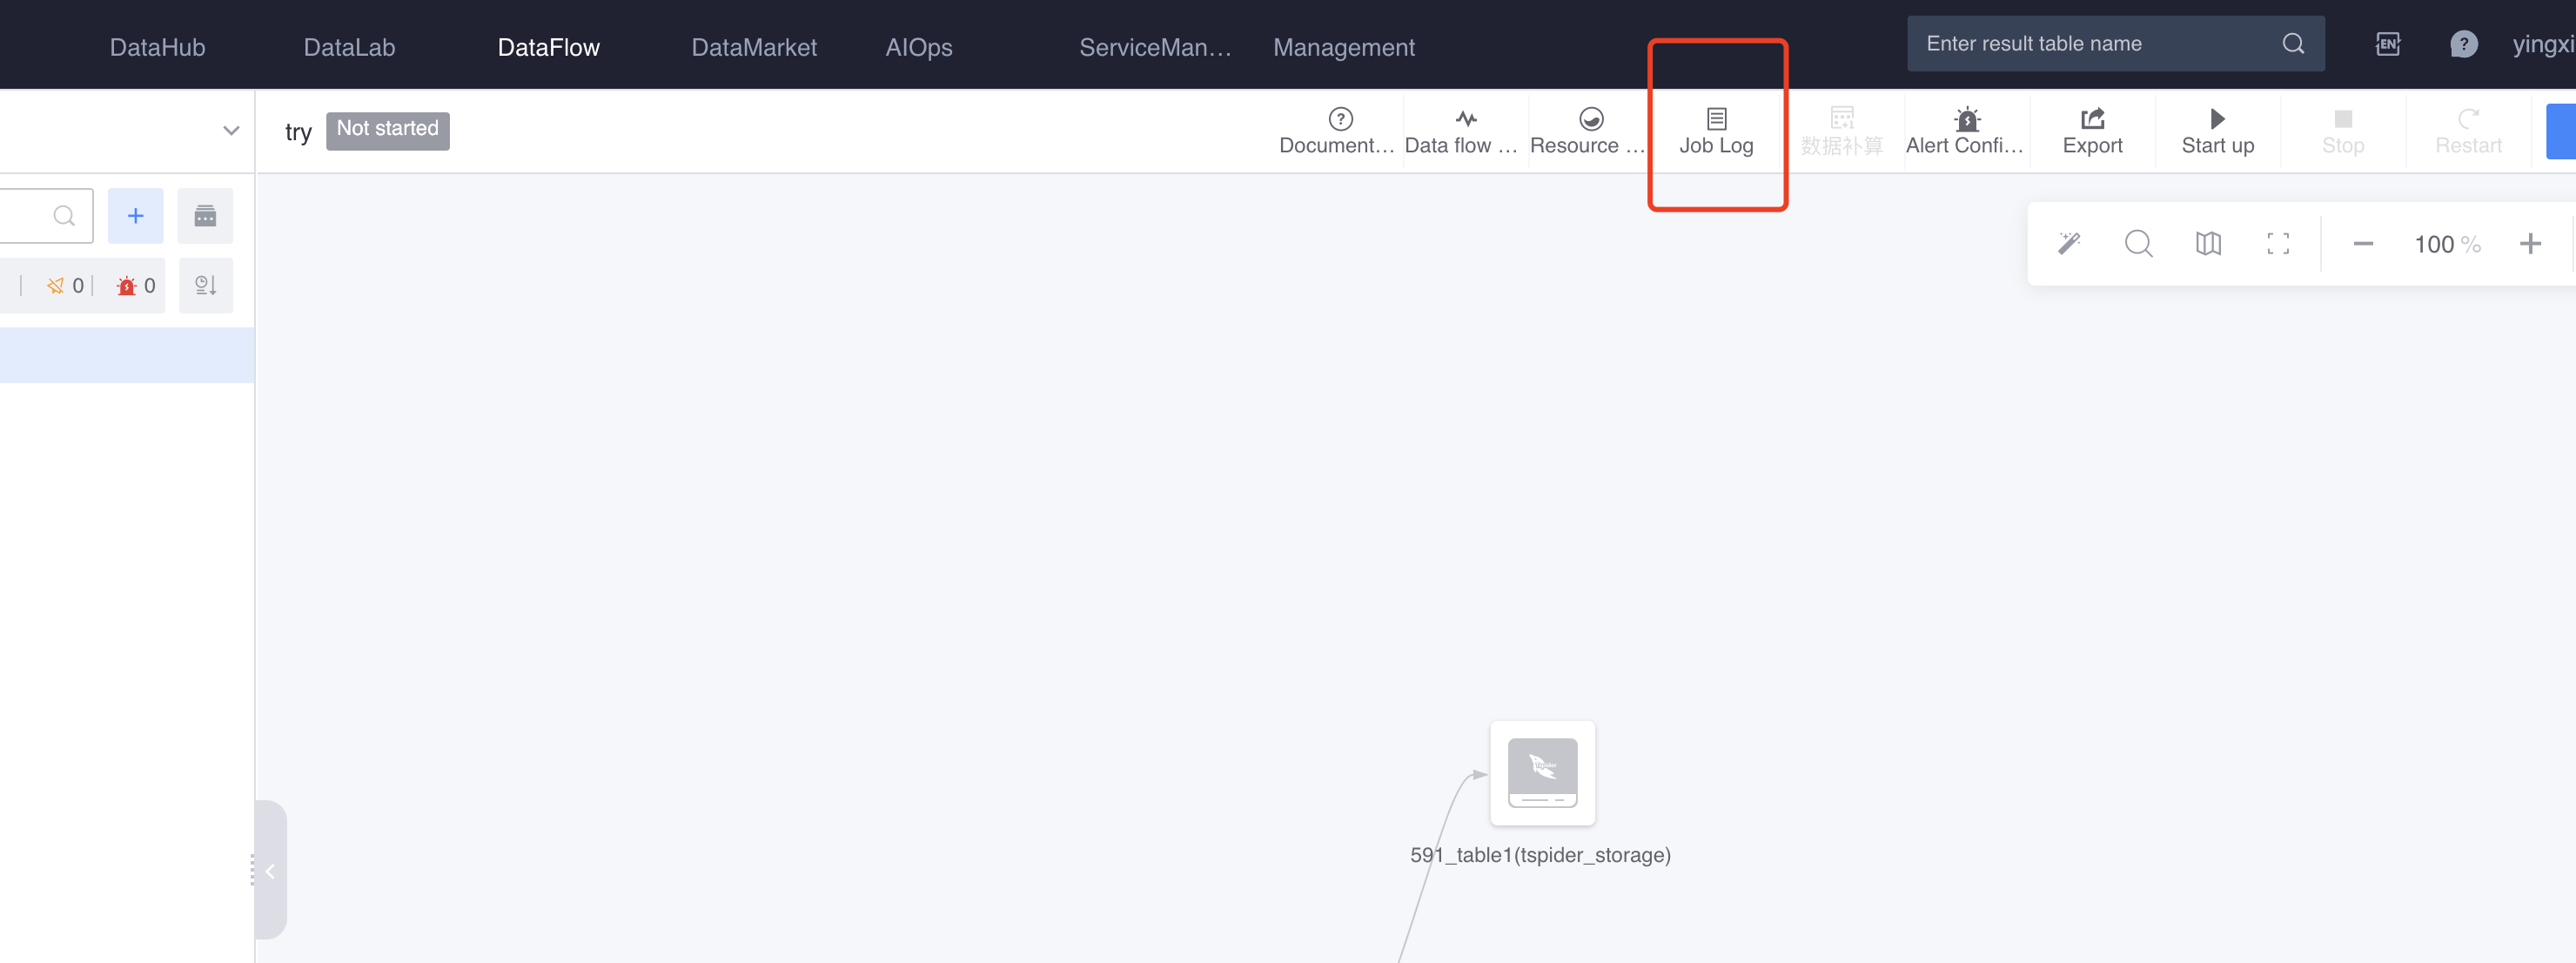 DataHub
DataLab
DataFlow
DataMarket
AIOps
ServiceMan...
Management
Enter result table name
EN
?
yingxi
try
Not started
?
Document...
Data flow ...
Resource ...
Job Log
数据补算
Alert Confi...
Export
Start up
Stop
Restart
+
0
0
100 %
591_table1(tspider_storage)